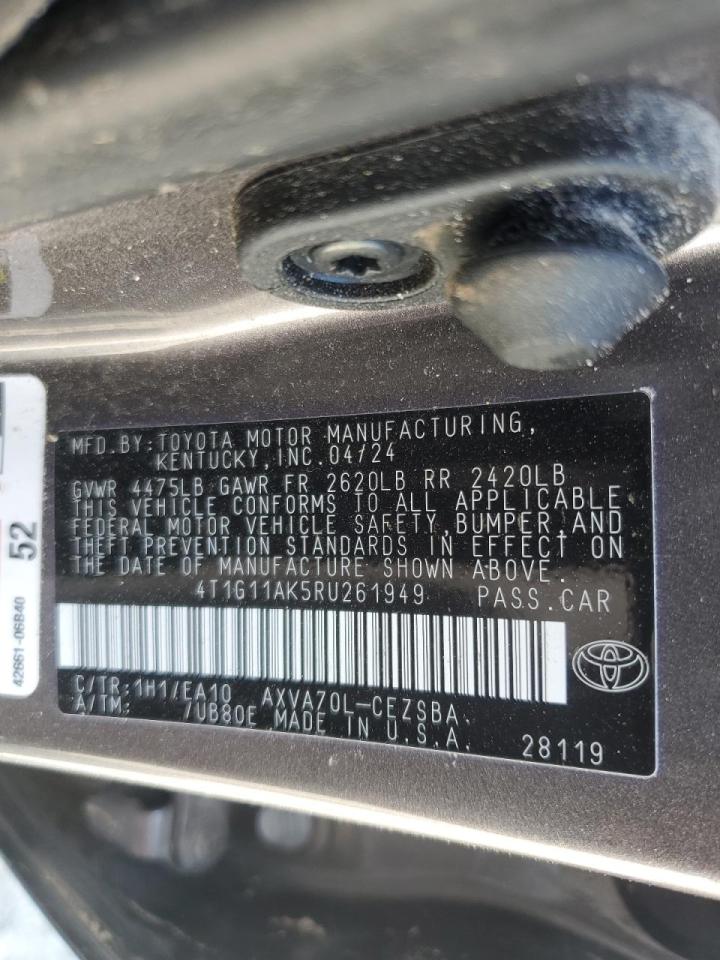 MFD.BY:TOYOTA MOTOR MANUFACTURING,
KENTUCKY,INC.04/24
GVWR 4475LB GAWR FR 2620LB RR 2420LB
THIS VEHICLE CONFORMS TO ALL APPLICABLE
FEDERAL MOTOR VEHICLE SAFETY, BUMPER,AND
THEFT PREVENTION STANDARDS IN EFFECT ON
THE DATE OF MANUFACTURE SHOWN ABOVE.
4T1G11AK5RU261949 PASS.CAR
C/TR:1H1/EA10 AXVA70L-CEZSBA
A/TM: /UB80E MADE IN U.S.A.
28119
52
42661-06B40